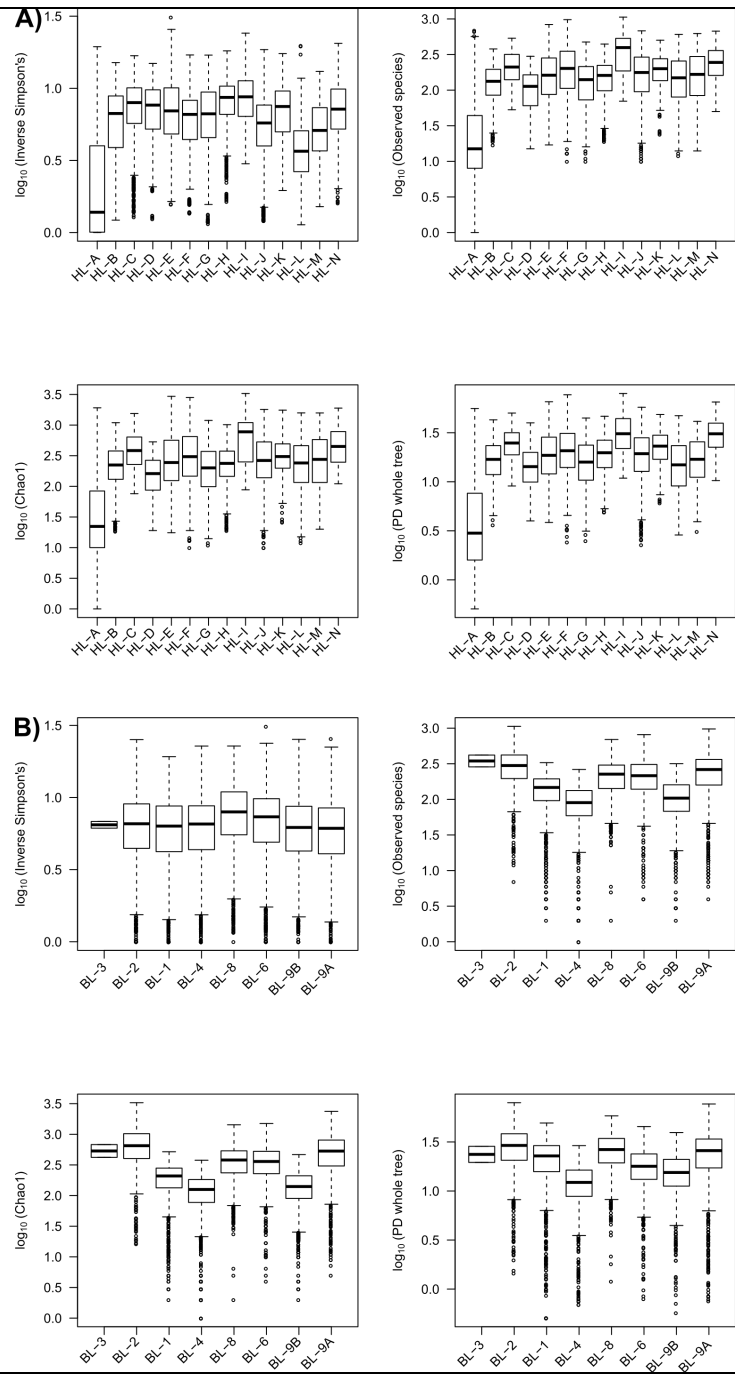 A)
log10 (Inverse Simpson's)
1.5
1.0
0.5
0.0
HL-A HL-B HL-C HL-D HL-E HL-F HL-G HL-H HL-I HL-J HL-K HL-L HL-M HL-N
log10 (Observed species)
3.0
2.5
2.0
1.5
1.0
0.5
0.0
HL-A HL-B HL-C HL-D HL-E HL-F HL-G HL-H HL-I HL-J HL-K HL-L HL-M HL-N
log10 (Chao1)
3.5
3.0
2.5
2.0
1.5
1.0
0.5
0.0
HL-A HL-B HL-C HL-D HL-E HL-F HL-G HL-H HL-I HL-J HL-K HL-L HL-M HL-N
log10 (PD whole tree)
1.5
1.0
0.5
0.0
HL-A HL-B HL-C HL-D HL-E HL-F HL-G HL-H HL-I HL-J HL-K HL-L HL-M HL-N
B)
log10 (Inverse Simpson's)
1.5
1.0
0.5
0.0
BL-3 BL-2 BL-1 BL-4 BL-8 BL-6 BL-9B BL-9A
log10 (Observed species)
3.0
2.5
2.0
1.5
1.0
0.5
0.0
BL-3 BL-2 BL-1 BL-4 BL-8 BL-6 BL-9B BL-9A
log10 (Chao1)
3.5
3.0
2.5
2.0
1.5
1.0
0.5
0.0
BL-3 BL-2 BL-1 BL-4 BL-8 BL-6 BL-9B BL-9A
log10 (PD whole tree)
1.5
1.0
0.5
0.0
BL-3 BL-2 BL-1 BL-4 BL-8 BL-6 BL-9B BL-9A